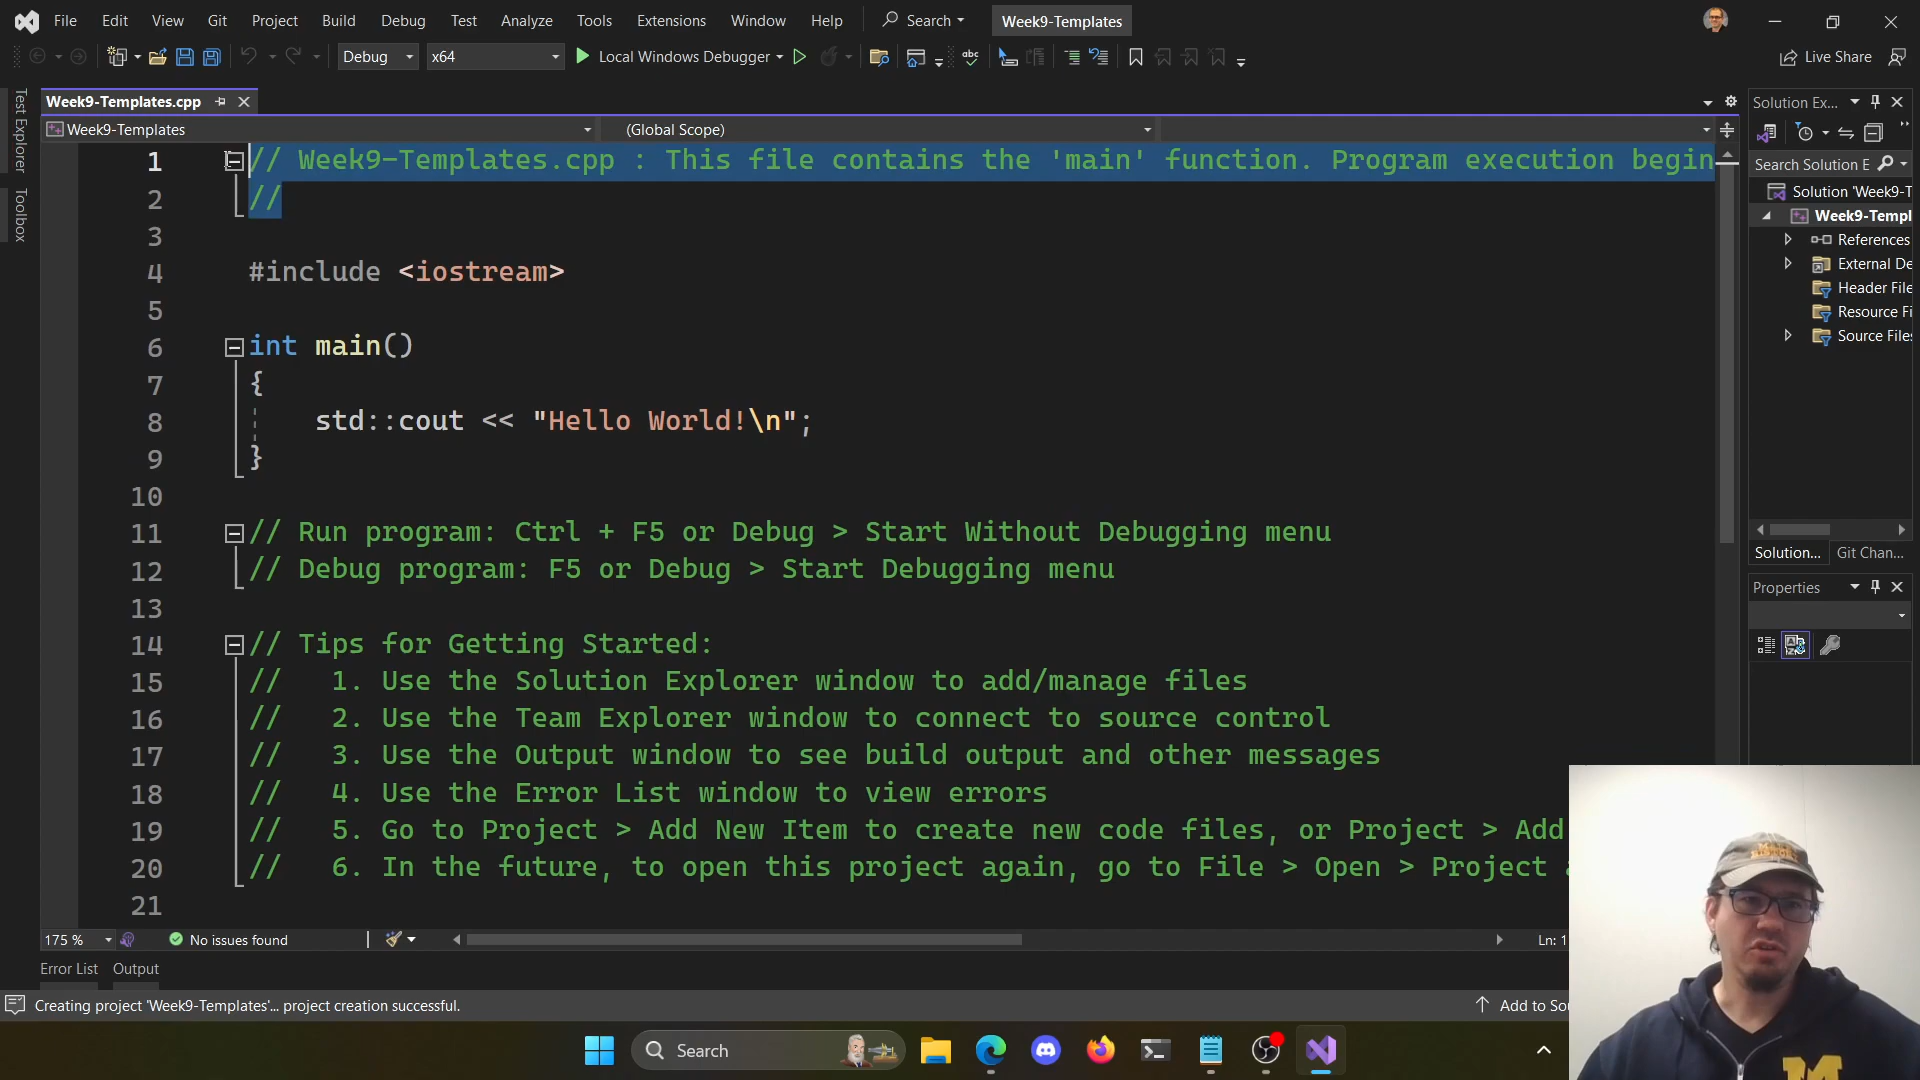 File Edit View Git Project Build Debug Test Analyze Tools Extensions Window Help Search Week9-Templates
Debug x64 Local Windows Debugger Live Share
Test Explorer
Toolbox
Week9-Templates.cpp
Week9-Templates (Global Scope)
1 // Week9-Templates.cpp : This file contains the 'main' function. Program execution begin
2 //
3
4 #include <iostream>
5
6 int main()
7 {
8 std::cout << "Hello World!\n";
9 }
10
11 // Run program: Ctrl + F5 or Debug > Start Without Debugging menu
12 // Debug program: F5 or Debug > Start Debugging menu
13
14 // Tips for Getting Started:
15 // 1. Use the Solution Explorer window to add/manage files
16 // 2. Use the Team Explorer window to connect to source control
17 // 3. Use the Output window to see build output and other messages
18 // 4. Use the Error List window to view errors
19 // 5. Go to Project > Add New Item to create new code files, or Project > Add
20 // 6. In the future, to open this project again, go to File > Open > Project
21
175 % No issues found Ln: 1
Error List Output
Creating project 'Week9-Templates'... project creation successful. Add to So
Solution Ex...
Search Solution E
Solution 'Week9-T
Week9-Templ
References
External De
Header File
Resource Fi
Source Files
Solution... Git Chan...
Properties
Search
M